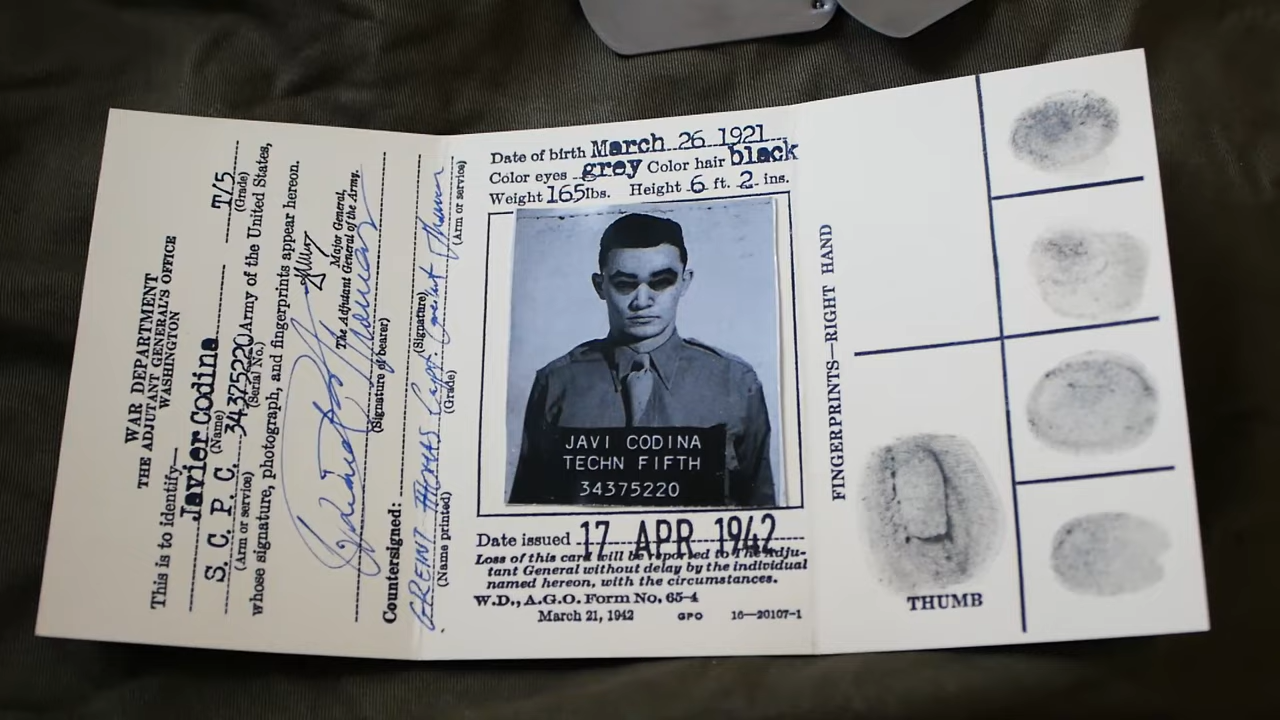 WAR DEPARTMENT
THE ADJUTANT GENERAL'S OFFICE
WASHINGTON
This is to identify—
Javier Codina
(Name)
S. C. P. C. 34375220 T/5
(Arm or service) (Serial No.) (Grade)
Army of the United States,
whose signature, photograph, and fingerprints appear hereon.
Major General,
The Adjutant General of the Army.
(Signature of bearer)
Countersigned:
(Signature)
THOMAS Capt.
(Name printed) (Grade) (Arm or service)
Date of birth March 26 1921
Color eyes grey Color hair black
Weight 165 lbs. Height 6 ft. 2 ins.
JAVI CODINA
TECHN FIFTH
34375220
Date issued 17 APR 1942
Loss of this card will be reported to The Adju-
tant General without delay by the individual
named hereon, with the circumstances.
W.D., A.G.O. Form No. 65-4
March 21, 1942 GPO 16—20107-1
FINGERPRINTS—RIGHT HAND
THUMB